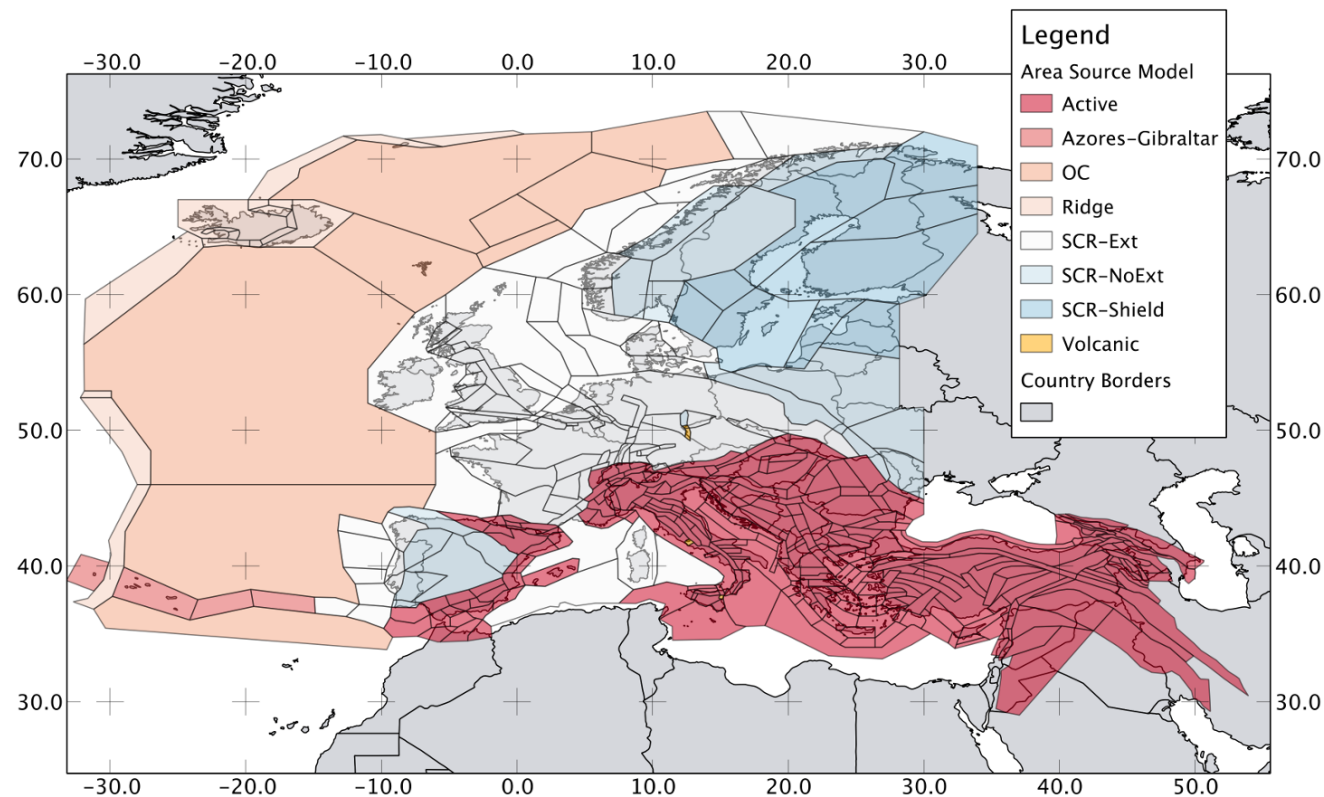 Legend
Area Source Model
Active
Azores-Gibraltar
OC
Ridge
SCR-Ext
SCR-NoExt
SCR-Shield
Volcanic
Country Borders
-30.0 -20.0 -10.0 0.0 10.0 20.0 30.0
70.0 70.0
60.0 60.0
50.0 50.0
40.0 40.0
30.0 30.0
-30.0 -20.0 -10.0 0.0 10.0 20.0 30.0 40.0 50.0